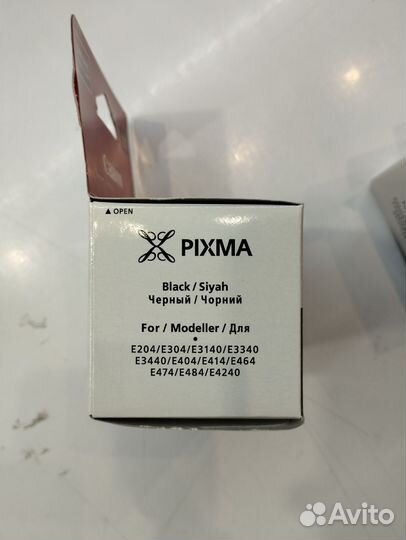 ▲ OPEN
PIXMA
Black / Siyah
Черный / Чорний
For / Modeller / Для
E204/E304/E3140/E3340
E3440/E404/E414/E464
E474/E484/E4240
Avito